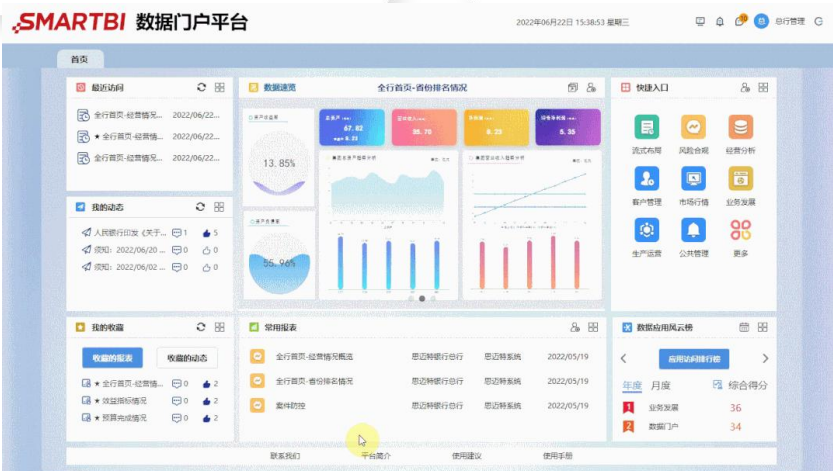 SMARTBI 数据门户平台
2022年06月22日 15:38:53 星期三
10
总行管理
首页
最近访问
全行首页-经营情况... 2022/06/22...
★ 全行首页-经营情... 2022/06/22...
全行首页-经营情况... 2022/06/22...
我的动态
人民银行印发《关于... 1 5
须知: 2022/06/20 ... 0 0
须知: 2022/06/02 ... 0 0
数据速览
全行首页-省份排名情况
67.82
35.70
8.23
5.35
13.85%
55.96%
快捷入口
流式布局 风险合规 经营分析
客户管理 市场行情 业务发展
生产运营 公共管理 更多
我的收藏
收藏的报表 收藏的动态
★ 全行首页-经营情... 0 2
★ 效益指标情况 0 2
★ 预算完成情况 0 2
常用报表
全行首页-经营情况概览 思迈特银行总行 思迈特系统 2022/05/19
全行首页-省份排名情况 思迈特银行总行 思迈特系统 2022/05/19
案件防控 思迈特银行总行 思迈特系统 2022/05/19
数据应用风云榜
应用访问排行榜
年度 月度 综合得分
1 业务发展 36
2 数据门户 34
联系我们 平台简介 使用建议 使用手册